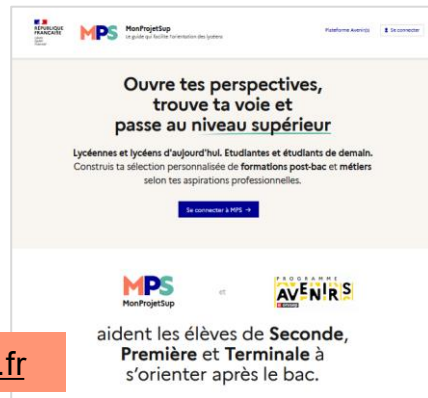 RÉPUBLIQUE
FRANÇAISE
MPS
MonProjetSup
Le guide qui facilite l'orientation des lycéens
Plateforme Avenir(s)
Se connecter
Ouvre tes perspectives,
trouve ta voie et
passe au niveau supérieur
Lycéennes et lycéens d'aujourd'hui. Etudiantes et étudiants de demain.
Construis ta sélection personnalisée de formations post-bac et métiers
selon tes aspirations professionnelles.
Se connecter à MPS →
MPS
MonProjetSup
et
PROGRAMME
AVENIRS
aident les élèves de Seconde,
Première et Terminale à
s'orienter après le bac.
.fr